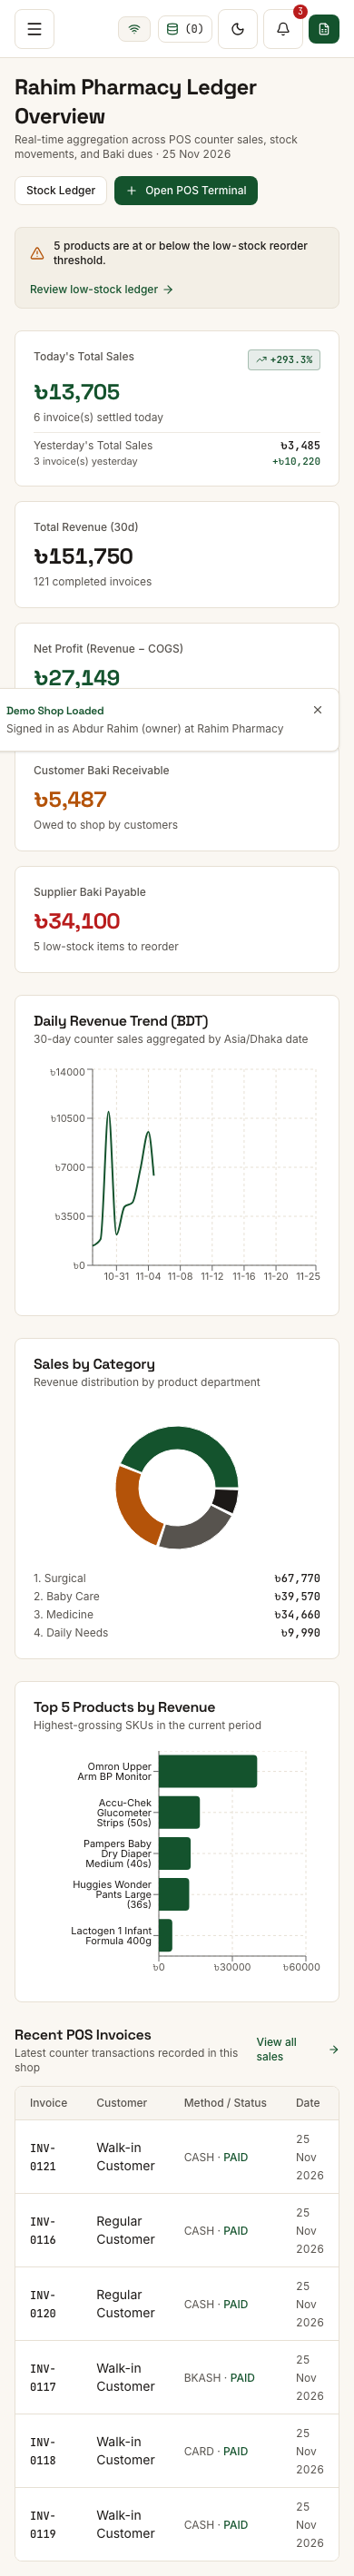 (0)
3
Rahim Pharmacy Ledger
Overview
Real-time aggregation across POS counter sales, stock
movements, and Baki dues · 25 Nov 2026
Stock Ledger
+ Open POS Terminal
5 products are at or below the low-stock reorder
threshold.
Review low-stock ledger →
Today's Total Sales
+293.3%
৳13,705
6 invoice(s) settled today
Yesterday's Total Sales ৳3,485
3 invoice(s) yesterday +৳10,220
Total Revenue (30d)
৳151,750
121 completed invoices
Net Profit (Revenue − COGS)
৳27,149
Demo Shop Loaded
Signed in as Abdur Rahim (owner) at Rahim Pharmacy
Customer Baki Receivable
৳5,487
Owed to shop by customers
Supplier Baki Payable
৳34,100
5 low-stock items to reorder
Daily Revenue Trend (BDT)
30-day counter sales aggregated by Asia/Dhaka date
৳14000
৳10500
৳7000
৳3500
৳0
10-31 11-04 11-08 11-12 11-16 11-20 11-25
Sales by Category
Revenue distribution by product department
1. Surgical ৳67,770
2. Baby Care ৳39,570
3. Medicine ৳34,660
4. Daily Needs ৳9,990
Top 5 Products by Revenue
Highest-grossing SKUs in the current period
Omron Upper
Arm BP Monitor
Accu-Chek
Glucometer
Strips (50s)
Pampers Baby
Dry Diaper
Medium (40s)
Huggies Wonder
Pants Large
(36s)
Lactogen 1 Infant
Formula 400g
৳0 ৳30000 ৳60000
Recent POS Invoices
Latest counter transactions recorded in this
shop
View all
sales →
Invoice Customer Method / Status Date
INV-
0121
Walk-in
Customer
CASH · PAID
25
Nov
2026
INV-
0116
Regular
Customer
CASH · PAID
25
Nov
2026
INV-
0120
Regular
Customer
CASH · PAID
25
Nov
2026
INV-
0117
Walk-in
Customer
BKASH · PAID
25
Nov
2026
INV-
0118
Walk-in
Customer
CARD · PAID
25
Nov
2026
INV-
0119
Walk-in
Customer
CASH · PAID
25
Nov
2026